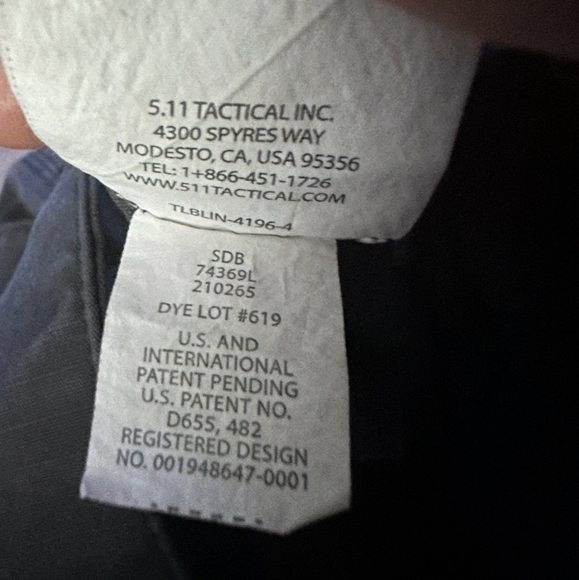 5.11 TACTICAL INC.
4300 SPYRES WAY
MODESTO, CA, USA 95356
TEL: 1+866-451-1726
WWW.511TACTICAL.COM
TLBLIN-4196-4
SDB
74369L
210265
DYE LOT #619
U.S. AND
INTERNATIONAL
PATENT PENDING
U.S. PATENT NO.
D655, 482
REGISTERED DESIGN
NO. 001948647-0001